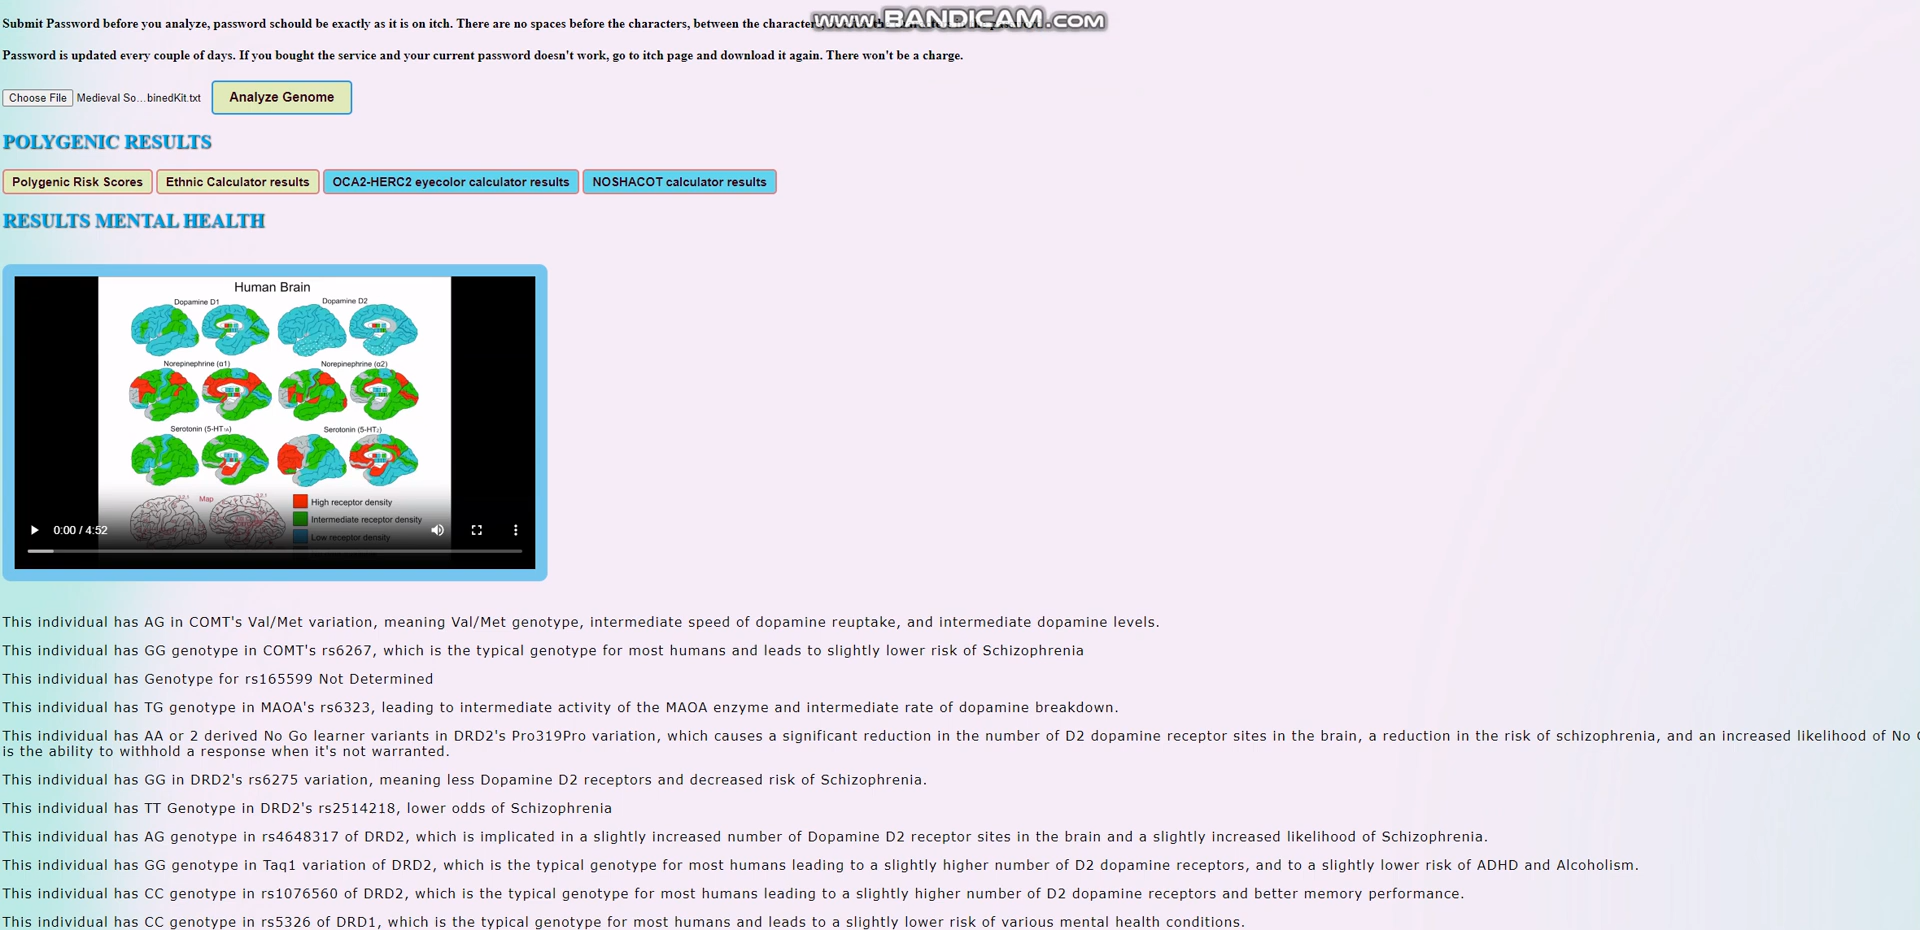 Submit Password before you analyze, password schould be exactly as it is on itch. There are no spaces before the characters, between the character
www.BANDICAM.COM
Password is updated every couple of days. If you bought the service and your current password doesn't work, go to itch page and download it again. There won't be a charge.
Choose File Medieval So...binedKit.txt Analyze Genome
POLYGENIC RESULTS
Polygenic Risk Scores Ethnic Calculator results OCA2-HERC2 eyecolor calculator results NOSHACOT calculator results
RESULTS MENTAL HEALTH
Human Brain
Dopamine D1 Dopamine D2
Norepinephrine (α1) Norepinephrine (α2)
Serotonin (5-HT1A) Serotonin (5-HT2)
Map
High receptor density
Intermediate receptor density
Low receptor density
0:00 / 4:52
This individual has AG in COMT's Val/Met variation, meaning Val/Met genotype, intermediate speed of dopamine reuptake, and intermediate dopamine levels.
This individual has GG genotype in COMT's rs6267, which is the typical genotype for most humans and leads to slightly lower risk of Schizophrenia
This individual has Genotype for rs165599 Not Determined
This individual has TG genotype in MAOA's rs6323, leading to intermediate activity of the MAOA enzyme and intermediate rate of dopamine breakdown.
This individual has AA or 2 derived No Go learner variants in DRD2's Pro319Pro variation, which causes a significant reduction in the number of D2 dopamine receptor sites in the brain, a reduction in the risk of schizophrenia, and an increased likelihood of No
is the ability to withhold a response when it's not warranted.
This individual has GG in DRD2's rs6275 variation, meaning less Dopamine D2 receptors and decreased risk of Schizophrenia.
This individual has TT Genotype in DRD2's rs2514218, lower odds of Schizophrenia
This individual has AG genotype in rs4648317 of DRD2, which is implicated in a slightly increased number of Dopamine D2 receptor sites in the brain and a slightly increased likelihood of Schizophrenia.
This individual has GG genotype in Taq1 variation of DRD2, which is the typical genotype for most humans leading to a slightly higher number of D2 dopamine receptors, and to a slightly lower risk of ADHD and Alcoholism.
This individual has CC genotype in rs1076560 of DRD2, which is the typical genotype for most humans leading to a slightly higher number of D2 dopamine receptors and better memory performance.
This individual has CC genotype in rs5326 of DRD1, which is the typical genotype for most humans and leads to a slightly lower risk of various mental health conditions.